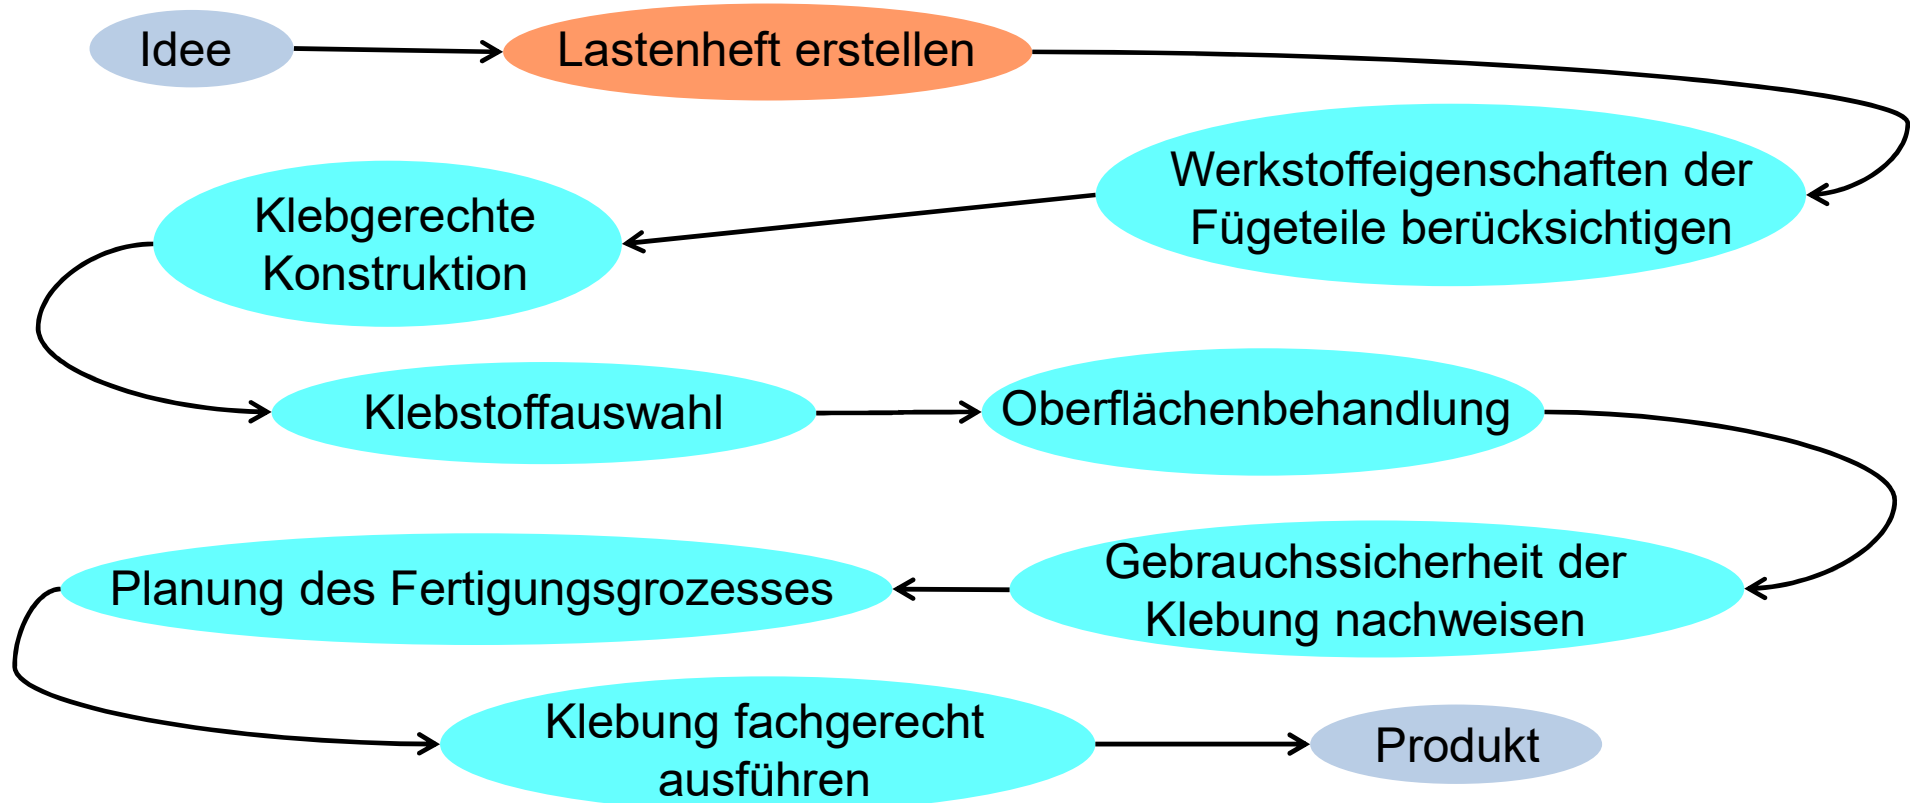 Idee
Lastenheft erstellen
Werkstoffeigenschaften der
Fügeteile berücksichtigen
Klebgerechte
Konstruktion
Klebstoffauswahl
Oberflächenbehandlung
Gebrauchssicherheit der
Klebung nachweisen
Planung des Fertigungsgrozesses
Klebung fachgerecht
ausführen
Produkt